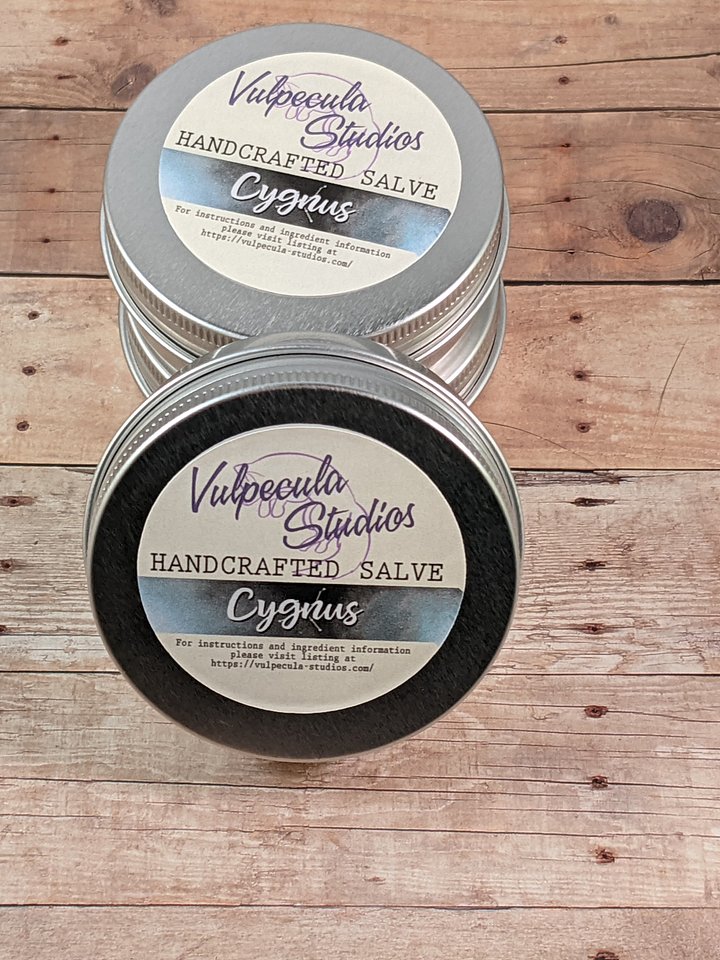 Vulpecula
Studios
HANDCRAFTED SALVE
Cygnus
For instructions and ingredient information
please visit listing at
https://vulpecula-studios.com/
Vulpecula
Studios
HANDCRAFTED SALVE
Cygnus
For instructions and ingredient information
please visit listing at
https://vulpecula-studios.com/